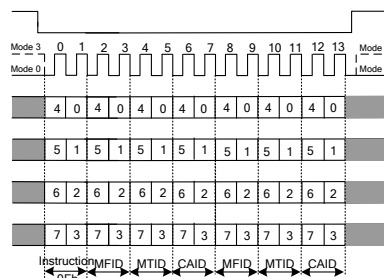 Mode 3 0 1 2 3 4 5 6 7 8 9 10 11 12 13 Mode
Mode 0 Mode
4 0 4 0 4 0 4 0 4 0 4 0 4 0
5 1 5 1 5 1 5 1 5 1 5 1 5 1
6 2 6 2 6 2 6 2 6 2 6 2 6 2
7 3 7 3 7 3 7 3 7 3 7 3 7 3
Instruction MFID MTID CAID MFID MTID CAID